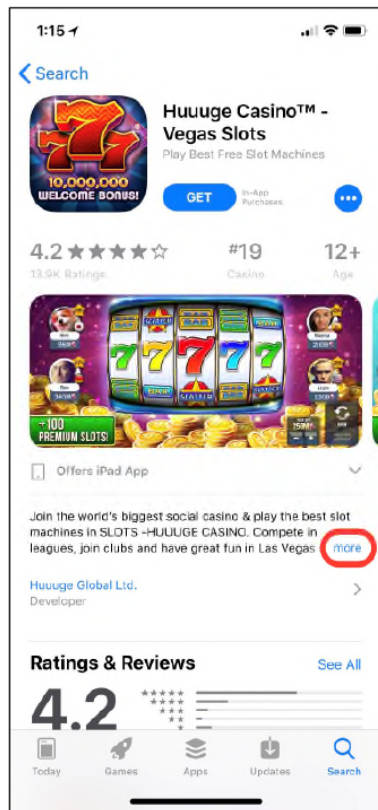 1:15
Search
Huuuge Casino™ -
Vegas Slots
Play Best Free Slot Machines
10,000,000
WELCOME BONUS!
GET
In-App
Purchases
4.2
#19
12+
13.9K Ratings
Casino
Age
777
+100
PREMIUM SLOTS!
Offers iPad App
Join the world's biggest social casino & play the best slot
machines in SLOTS -HUUUGE CASINO. Compete in
leagues, join clubs and have great fun in Las Vegas more
Huuuge Global Ltd.
Developer
Ratings & Reviews
See All
4.2
Today
Games
Apps
Updates
Search